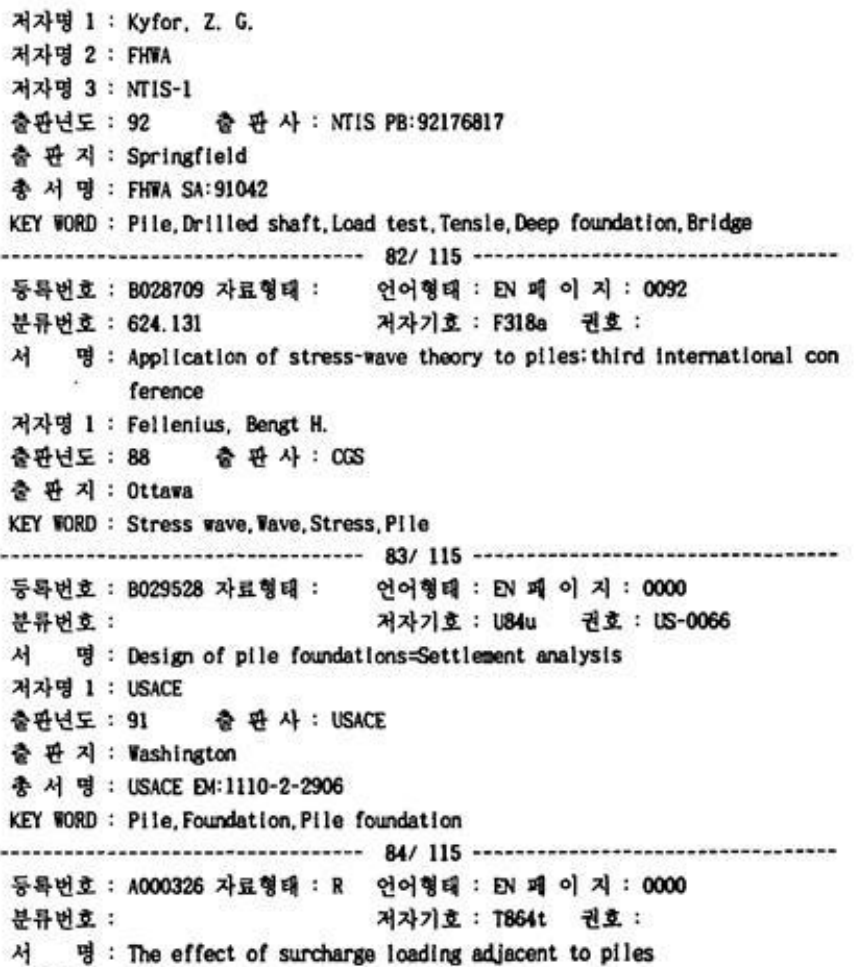 저자명 1 : Kyfor, Z. G.
저자명 2 : FHWA
저자명 3 : NTIS-1
출판년도 : 92 출 판 사 : NTIS PB:92176817
출 판 지 : Springfield
총 서 명 : FHWA SA:91042
KEY WORD : Pile,Drilled shaft,Load test,Tensle,Deep foundation,Bridge
--------------------------------- 82/ 115 ---------------------------------
등록번호 : B028709 자료형태 : 언어형태 : EN 페 이 지 : 0092
분류번호 : 624.131 저자기호 : F318a 권호 :
서 명 : Application of stress-wave theory to piles:third international con
ference
저자명 1 : Fellenius, Bengt H.
출판년도 : 88 출 판 사 : CGS
출 판 지 : Ottawa
KEY WORD : Stress wave,Wave,Stress,Pile
--------------------------------- 83/ 115 ---------------------------------
등록번호 : B029528 자료형태 : 언어형태 : EN 페 이 지 : 0000
분류번호 : 저자기호 : U84u 권호 : US-0066
서 명 : Design of pile foundations=Settlement analysis
저자명 1 : USACE
출판년도 : 91 출 판 사 : USACE
출 판 지 : Washington
총 서 명 : USACE EM:1110-2-2906
KEY WORD : Pile,Foundation,Pile foundation
--------------------------------- 84/ 115 ---------------------------------
등록번호 : A000326 자료형태 : R 언어형태 : EN 페 이 지 : 0000
분류번호 : 저자기호 : T864t 권호 :
서 명 : The effect of surcharge loading adjacent to piles